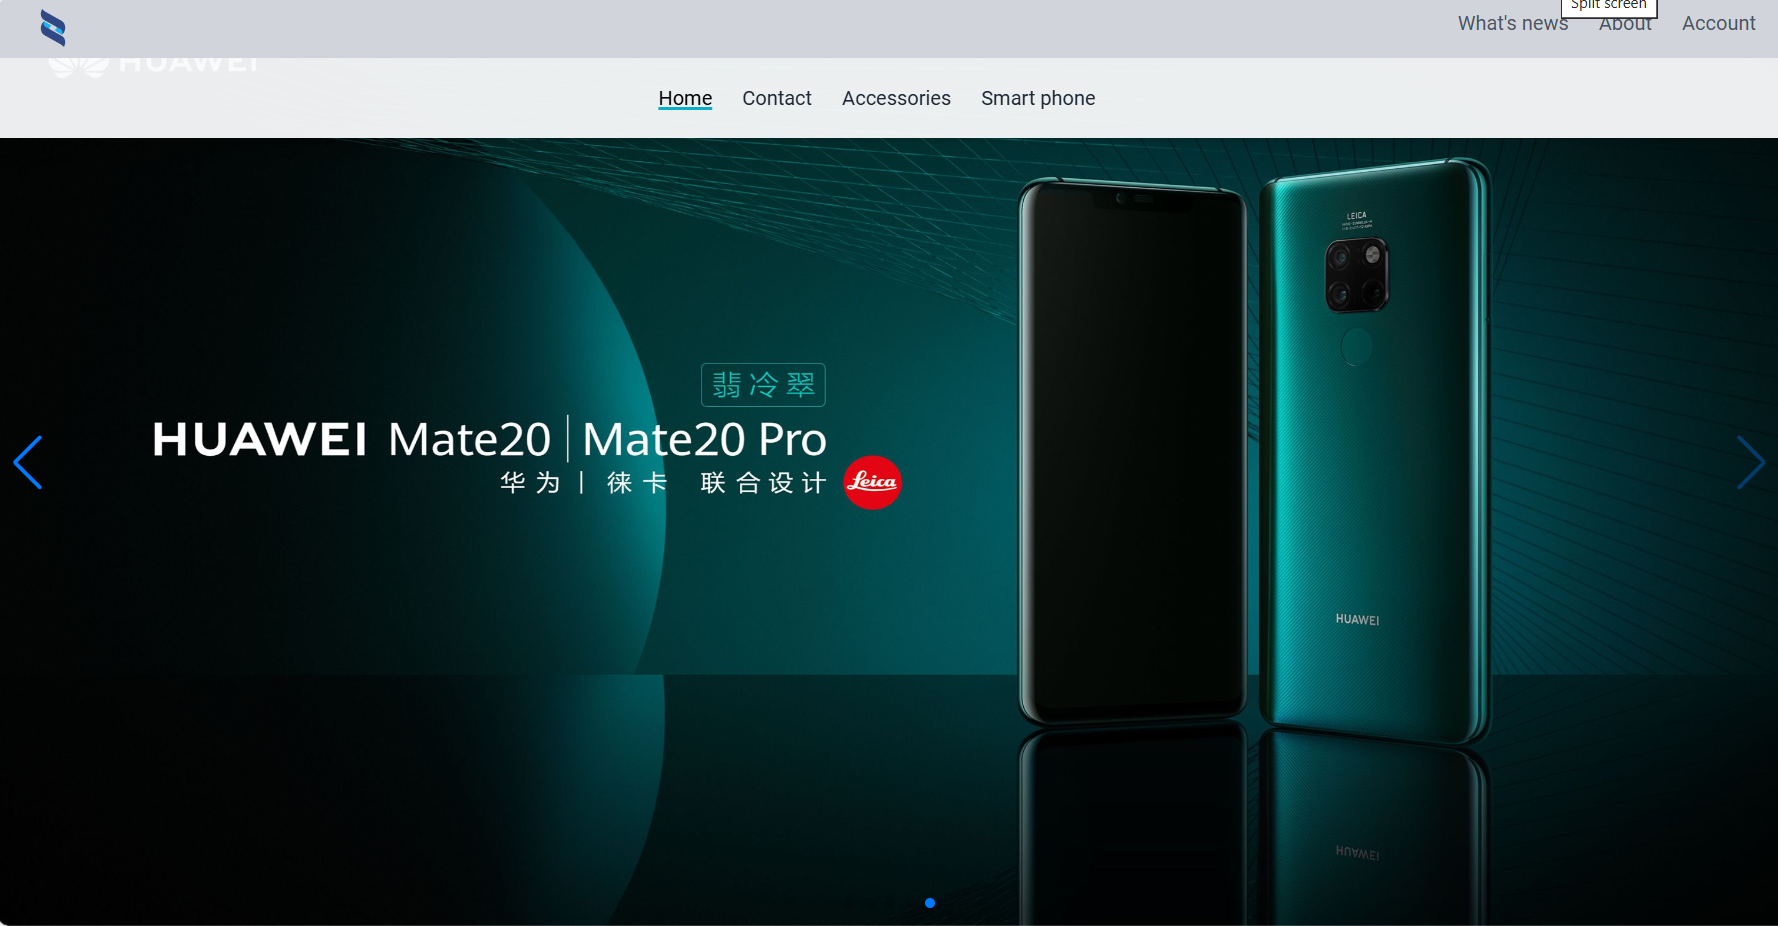 Split screen
What's news About Account
HUAWEI
Home Contact Accessories Smart phone
LEICA
翡冷翠
HUAWEI Mate20 | Mate20 Pro
华为 | 徕卡 联合设计
Leica
HUAWEI
HUAWEI